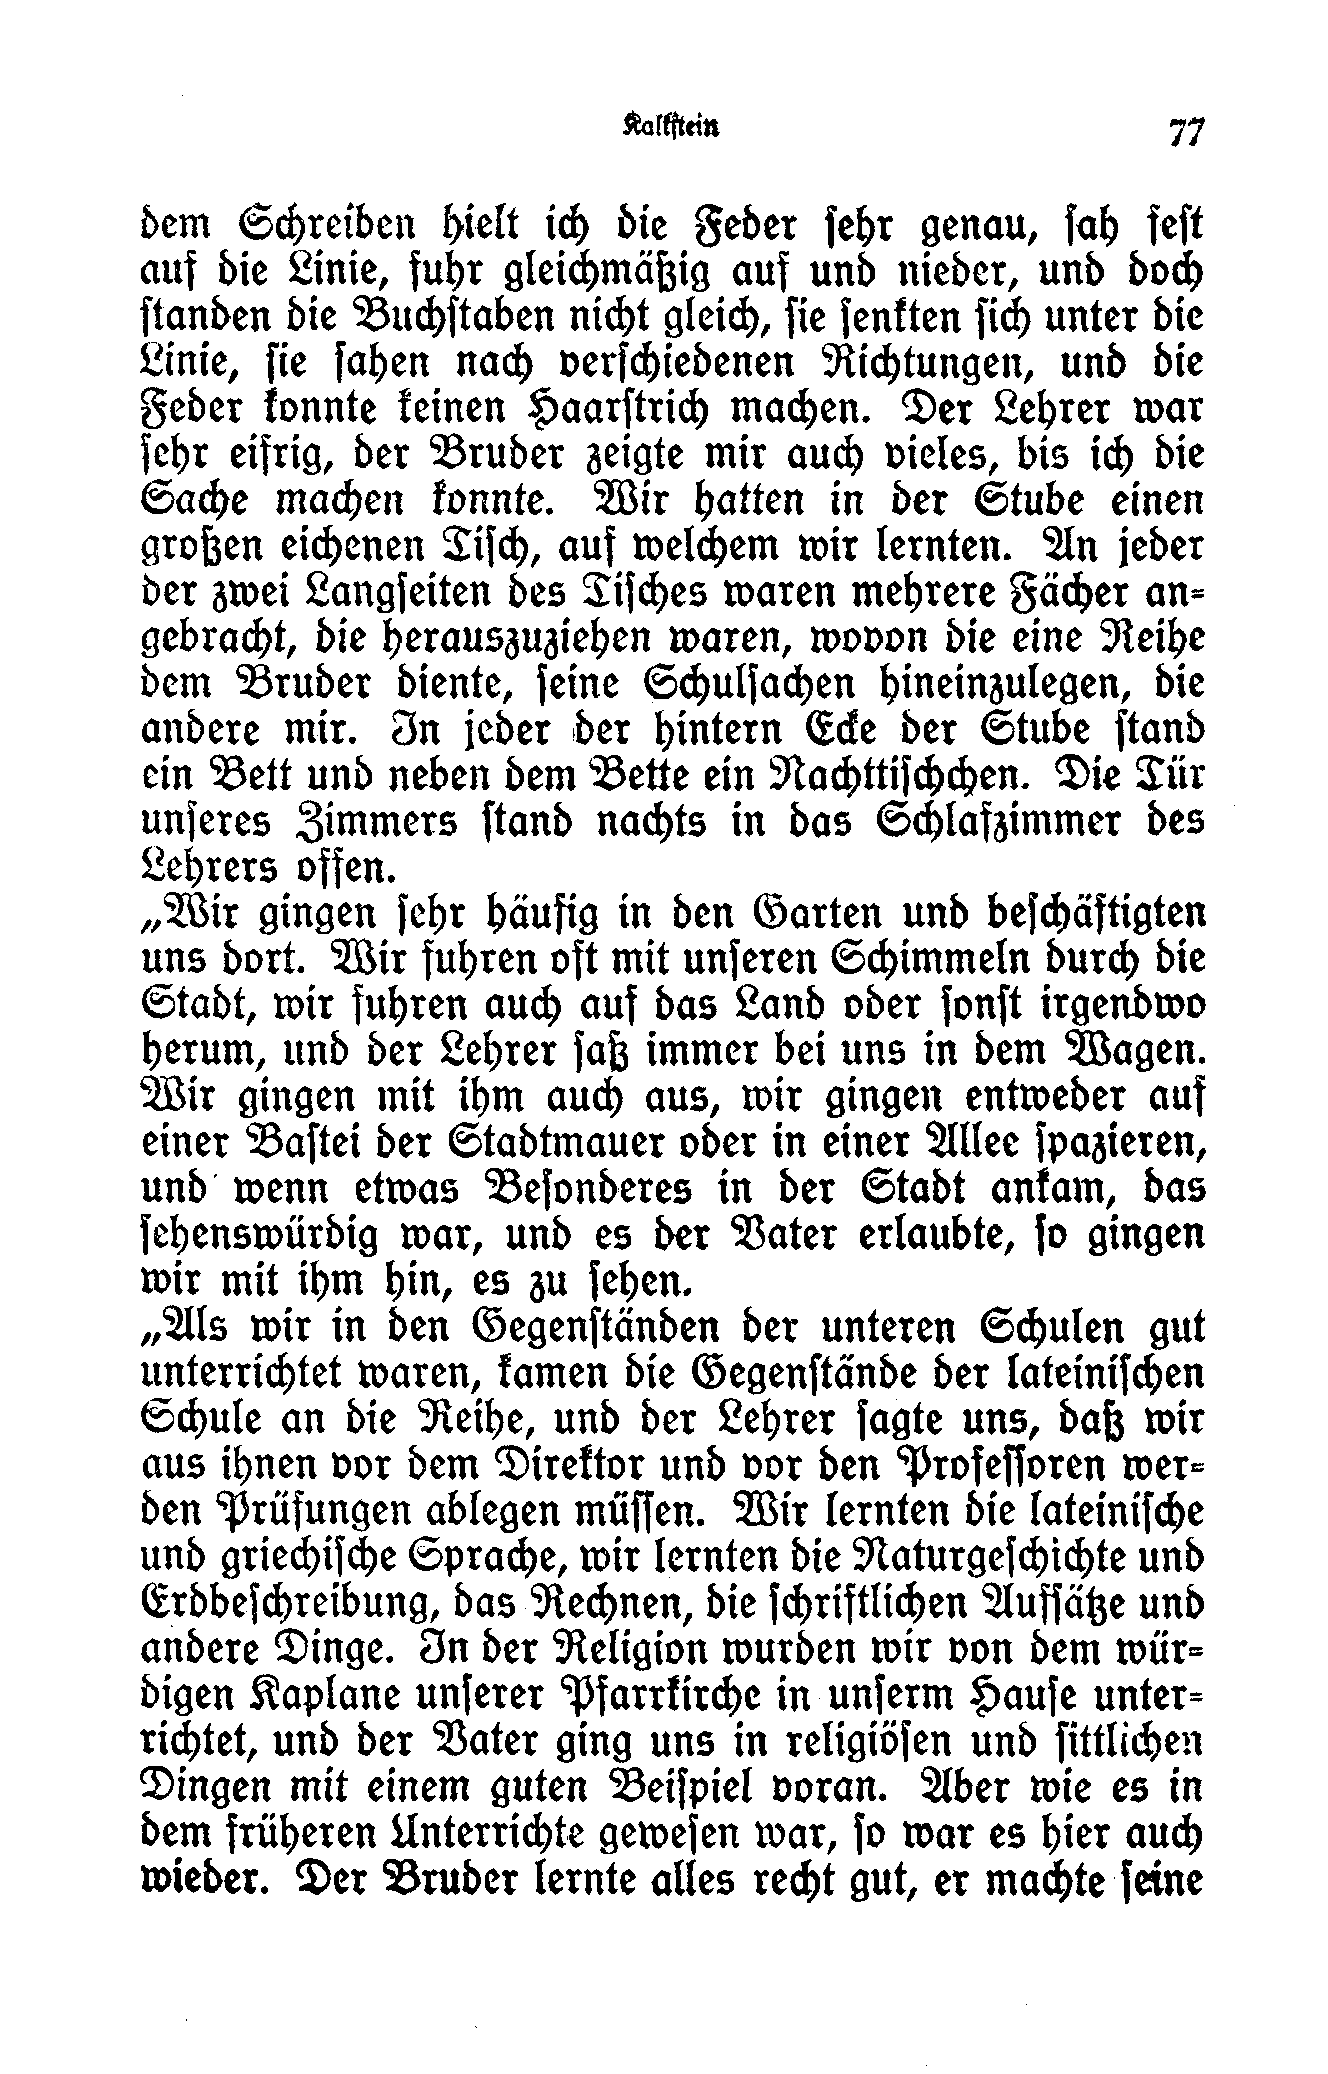 Kalkstein 77
dem Schreiben hielt ich die Feder sehr genau, sah fest
auf die Linie, fuhr gleichmäßig auf und nieder, und doch
standen die Buchstaben nicht gleich, sie senkten sich unter die
Linie, sie sahen nach verschiedenen Richtungen, und die
Feder konnte keinen Haarstrich machen. Der Lehrer war
sehr eifrig, der Bruder zeigte mir auch vieles, bis ich die
Sache machen konnte. Wir hatten in der Stube einen
großen eichenen Tisch, auf welchem wir lernten. An jeder
der zwei Langseiten des Tisches waren mehrere Fächer an-
gebracht, die herauszuziehen waren, wovon die eine Reihe
dem Bruder diente, seine Schulsachen hineinzulegen, die
andere mir. In jeder der hintern Ecke der Stube stand
ein Bett und neben dem Bette ein Nachttischchen. Die Tür
unseres Zimmers stand nachts in das Schlafzimmer des
Lehrers offen.
„Wir gingen sehr häufig in den Garten und beschäftigten
uns dort. Wir fuhren oft mit unseren Schimmeln durch die
Stadt, wir fuhren auch auf das Land oder sonst irgendwo
herum, und der Lehrer saß immer bei uns in dem Wagen.
Wir gingen mit ihm auch aus, wir gingen entweder auf
einer Bastei der Stadtmauer oder in einer Allee spazieren,
und wenn etwas Besonderes in der Stadt ankam, das
sehenswürdig war, und es der Vater erlaubte, so gingen
wir mit ihm hin, es zu sehen.
„Als wir in den Gegenständen der unteren Schulen gut
unterrichtet waren, kamen die Gegenstände der lateinischen
Schule an die Reihe, und der Lehrer sagte uns, daß wir
aus ihnen vor dem Direktor und vor den Professoren wer-
den Prüfungen ablegen müssen. Wir lernten die lateinische
und griechische Sprache, wir lernten die Naturgeschichte und
Erdbeschreibung, das Rechnen, die schriftlichen Aufsätze und
andere Dinge. In der Religion wurden wir von dem wür-
digen Kaplane unserer Pfarrkirche in unserm Hause unter-
richtet, und der Vater ging uns in religiösen und sittlichen
Dingen mit einem guten Beispiel voran. Aber wie es in
dem früheren Unterrichte gewesen war, so war es hier auch
wieder. Der Bruder lernte alles recht gut, er machte seine